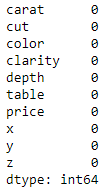 carat 0
cut 0
color 0
clarity 0
depth 0
table 0
price 0
x 0
y 0
z 0
dtype: int64